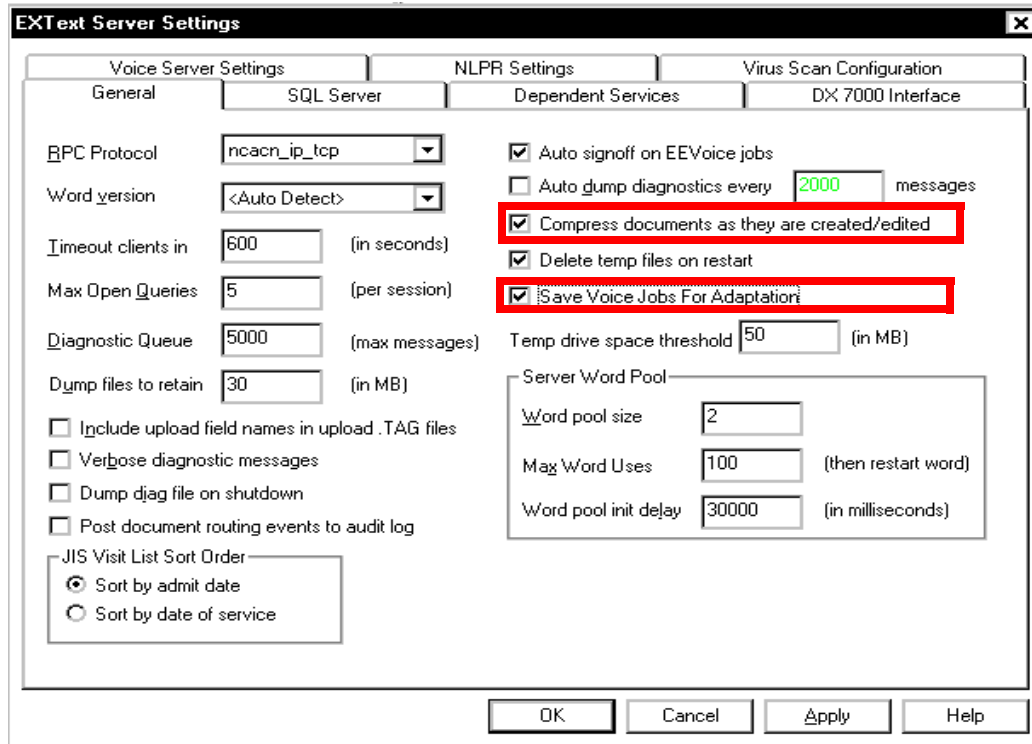 EXText Server Settings
Voice Server Settings
NLPR Settings
Virus Scan Configuration
General
SQL Server
Dependent Services
DX 7000 Interface
RPC Protocol
ncacn_ip_tcp
Word version
<Auto Detect>
Timeout clients in
600
(in seconds)
Max Open Queries
5
(per session)
Diagnostic Queue
5000
(max messages)
Dump files to retain
30
(in MB)
Include upload field names in upload .TAG files
Verbose diagnostic messages
Dump diag file on shutdown
Post document routing events to audit log
JIS Visit List Sort Order
Sort by admit date
Sort by date of service
Auto signoff on EEVoice jobs
Auto dump diagnostics every
2000
messages
Compress documents as they are created/edited
Delete temp files on restart
Save Voice Jobs For Adaptation
Temp drive space threshold
50
(in MB)
Server Word Pool
Word pool size
2
Max Word Uses
100
(then restart word)
Word pool init delay
30000
(in milliseconds)
OK
Cancel
Apply
Help